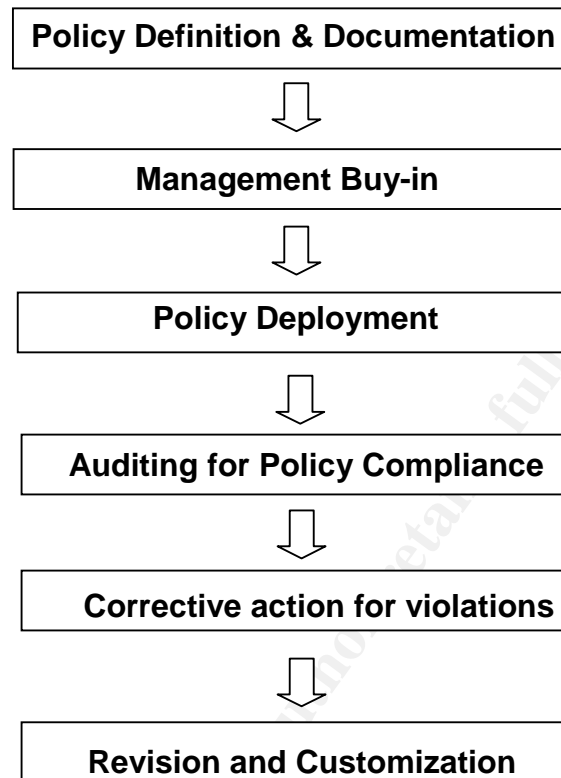 Policy Definition & Documentation
Management Buy-in
Policy Deployment
Auditing for Policy Compliance
Corrective action for violations
Revision and Customization